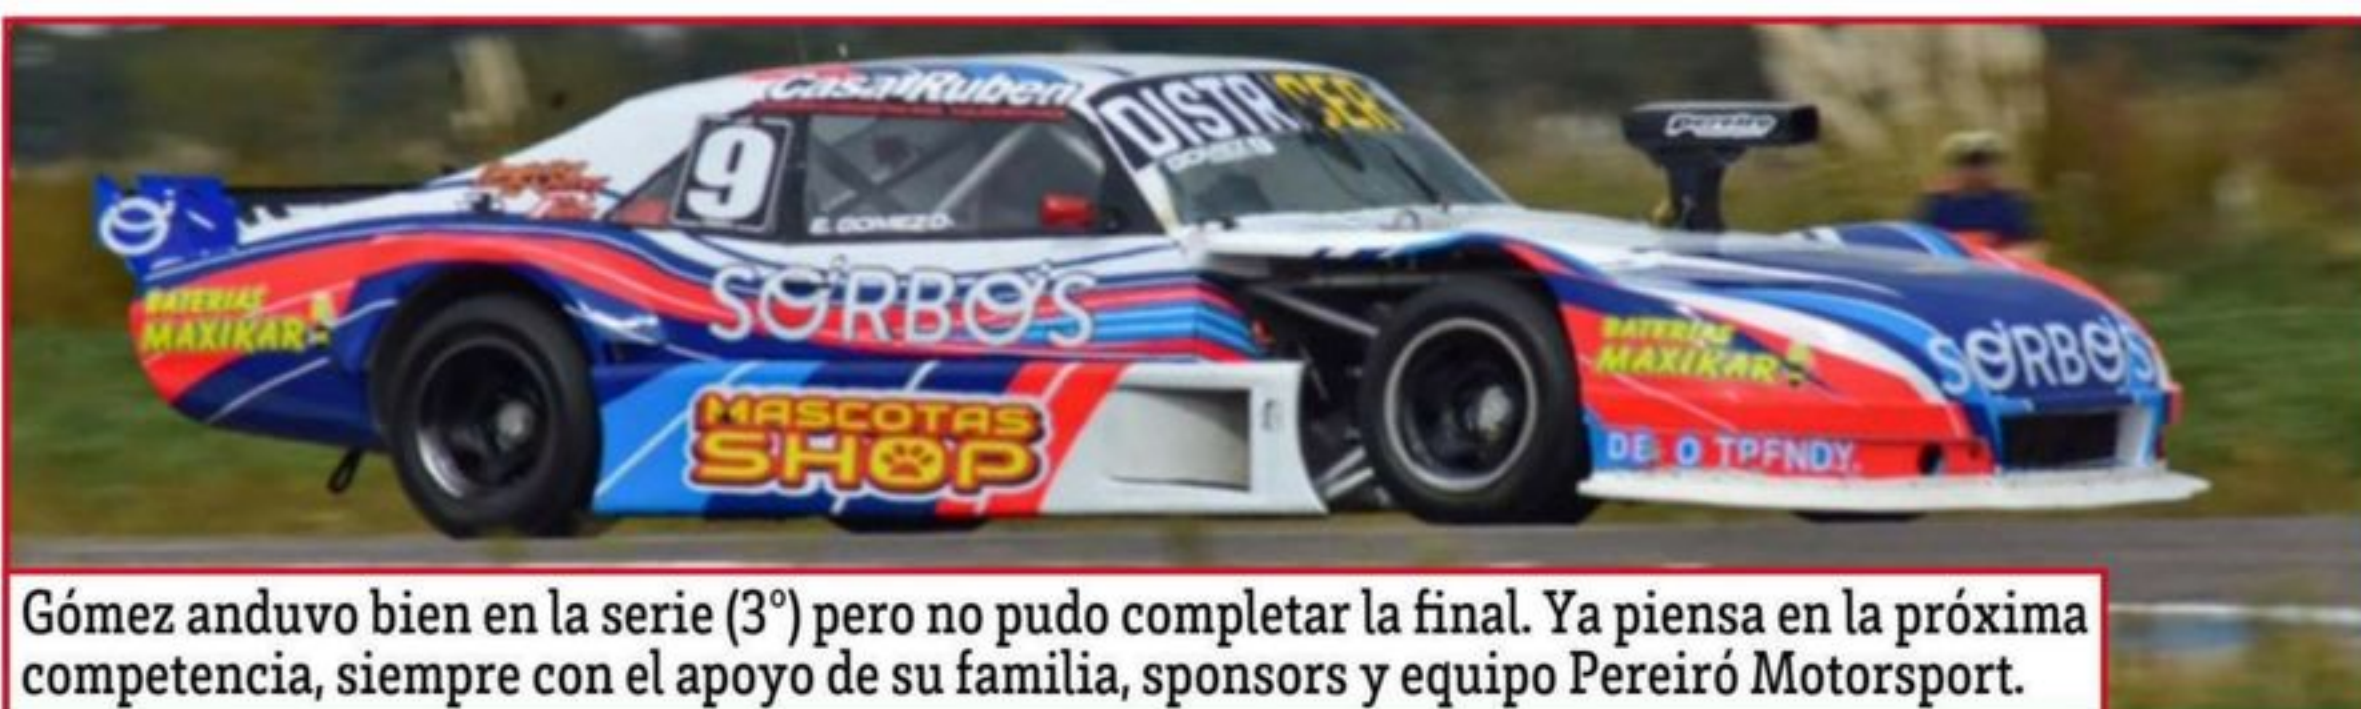 CasaRuben
DISTR
9
E. GOMEZ D.
SORBO'S
BATERIAS
MAXIKAR
MASCOTAS
SHOP
BATERIAS
MAXIKAR
SORBO'S
Gómez anduvo bien en la serie (3°) pero no pudo completar la final. Ya piensa en la próxima
competencia, siempre con el apoyo de su familia, sponsors y equipo Pereiró Motorsport.